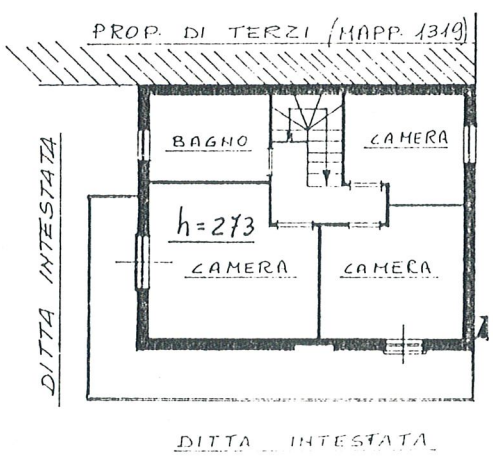 PROP. DI TERZI (MAPP. 1319)
BAGNO
CAMERA
DITTA INTESTATA
h=273
CAMERA
CAMERA
DITTA INTESTATA